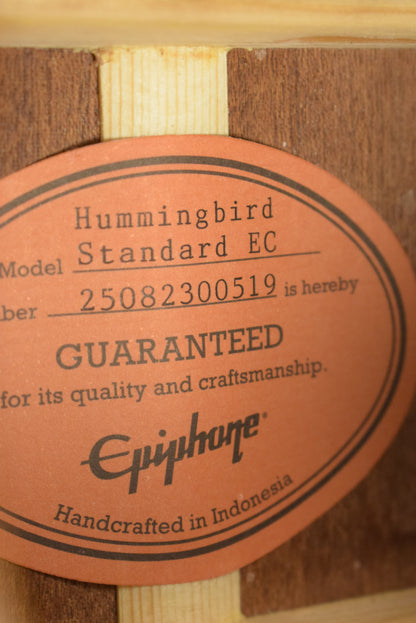 Hummingbird
Model Standard EC
ber 25082300519 is hereby
GUARANTEED
for its quality and craftsmanship.
Epiphone®
Handcrafted in Indonesia